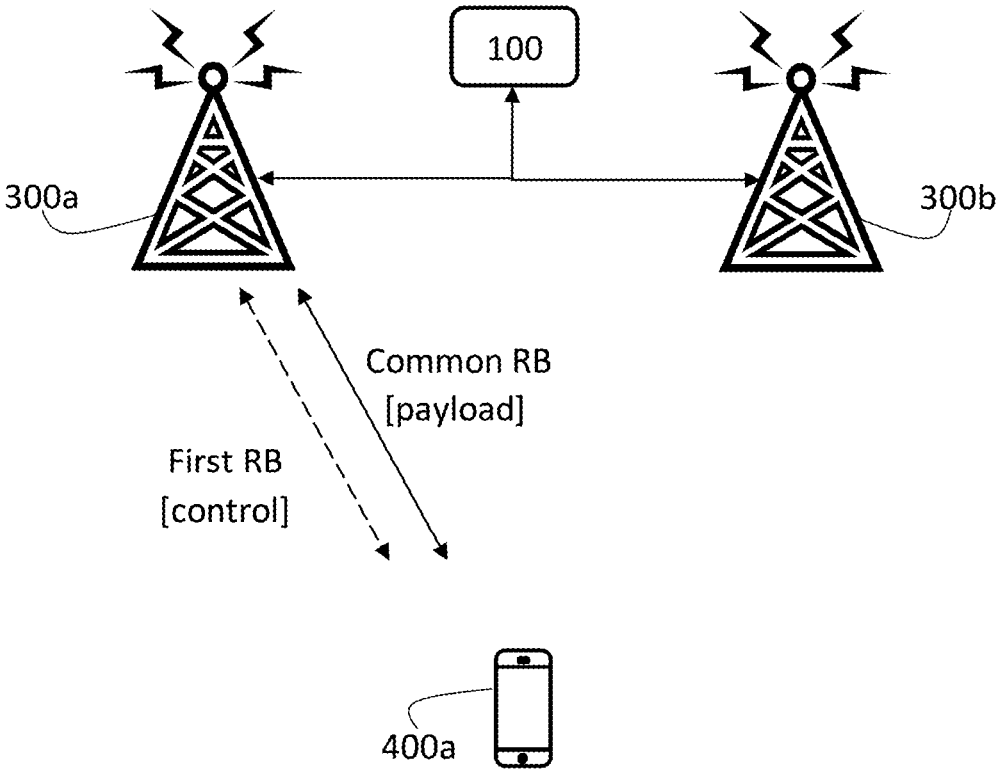 100
300a
300b
Common RB
[payload]
First RB
[control]
400a